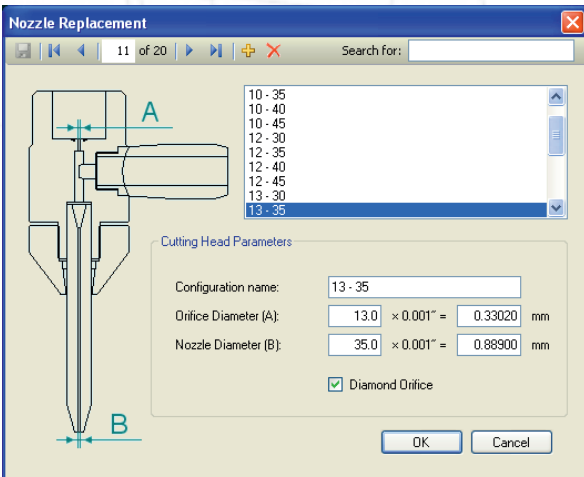 Nozzle Replacement
11 of 20 Search for:
A
10 - 35
10 - 40
10 - 45
12 - 30
12 - 35
12 - 40
12 - 45
13 - 30
13 - 35
Cutting Head Parameters
Configuration name: 13 - 35
Orifice Diameter (A): 13.0 × 0.001" = 0.33020 mm
Nozzle Diameter (B): 35.0 × 0.001" = 0.88900 mm
Diamond Orifice
B
OK Cancel